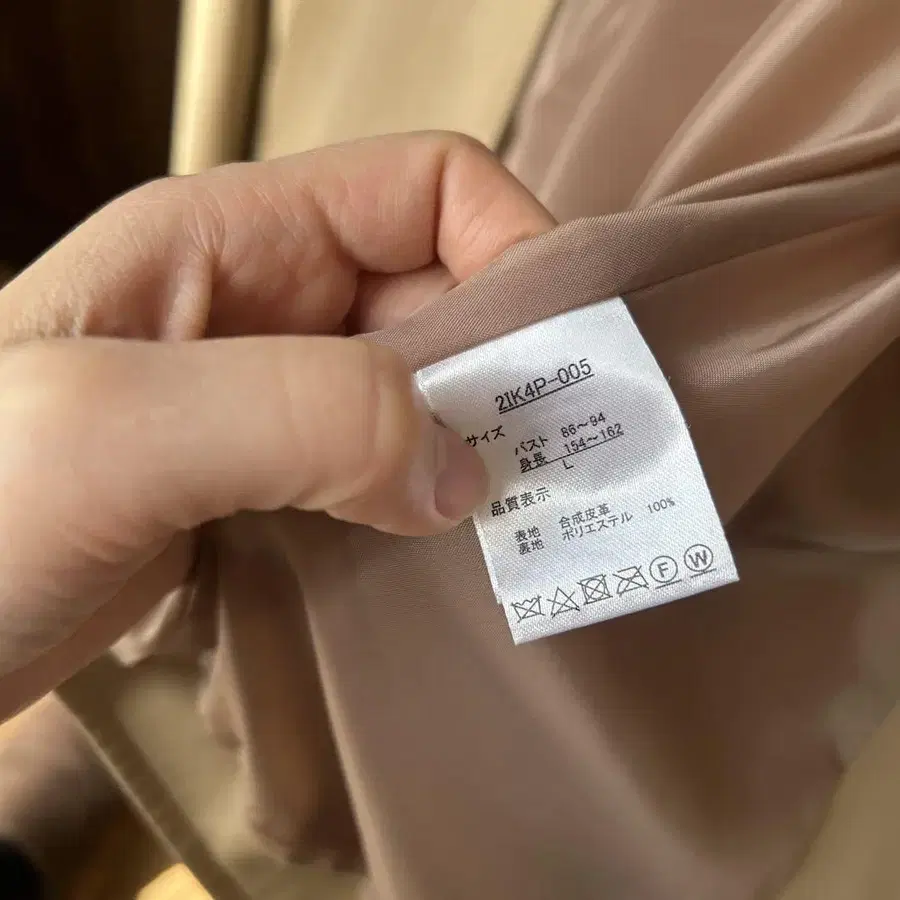 2IK4P-005
サイズ
バスト 86～94
身長 154～162
L
品質表示
表地 合成皮革
裏地 ポリエステル 100%
F W